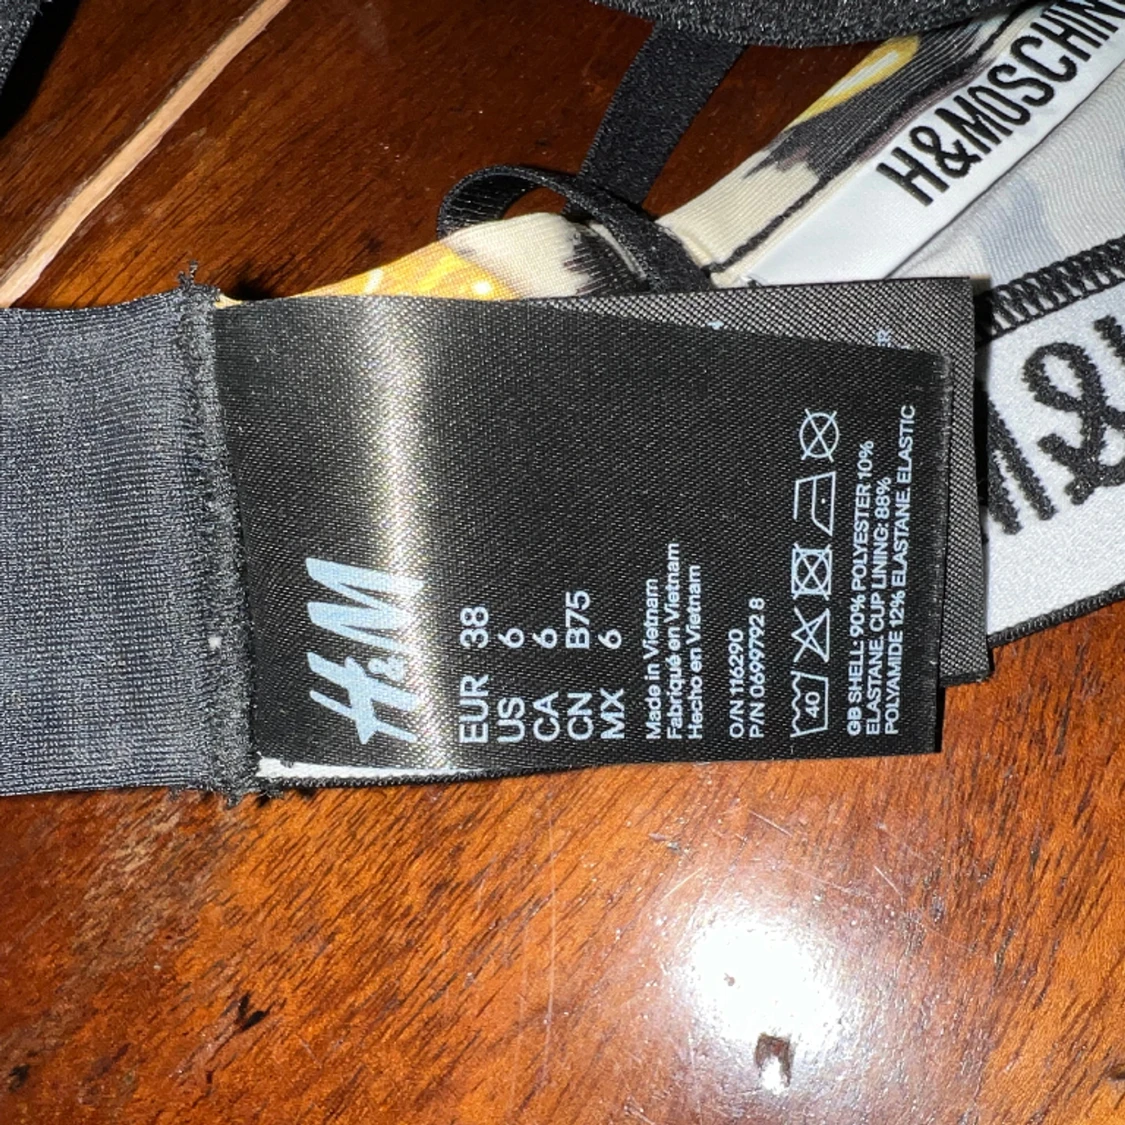 H&MOSCHIN
M&
H&M
EUR 38
US 6
CA 6
CN B75
MX 6
Made in Vietnam
Fabriqué en Vietnam
Hecho en Vietnam
O/N 116290
P/N 0699792 8
40
GB SHELL: 90% POLYESTER 10%
ELASTANE. CUP LINING: 88%
POLYAMIDE 12% ELASTANE. ELASTIC